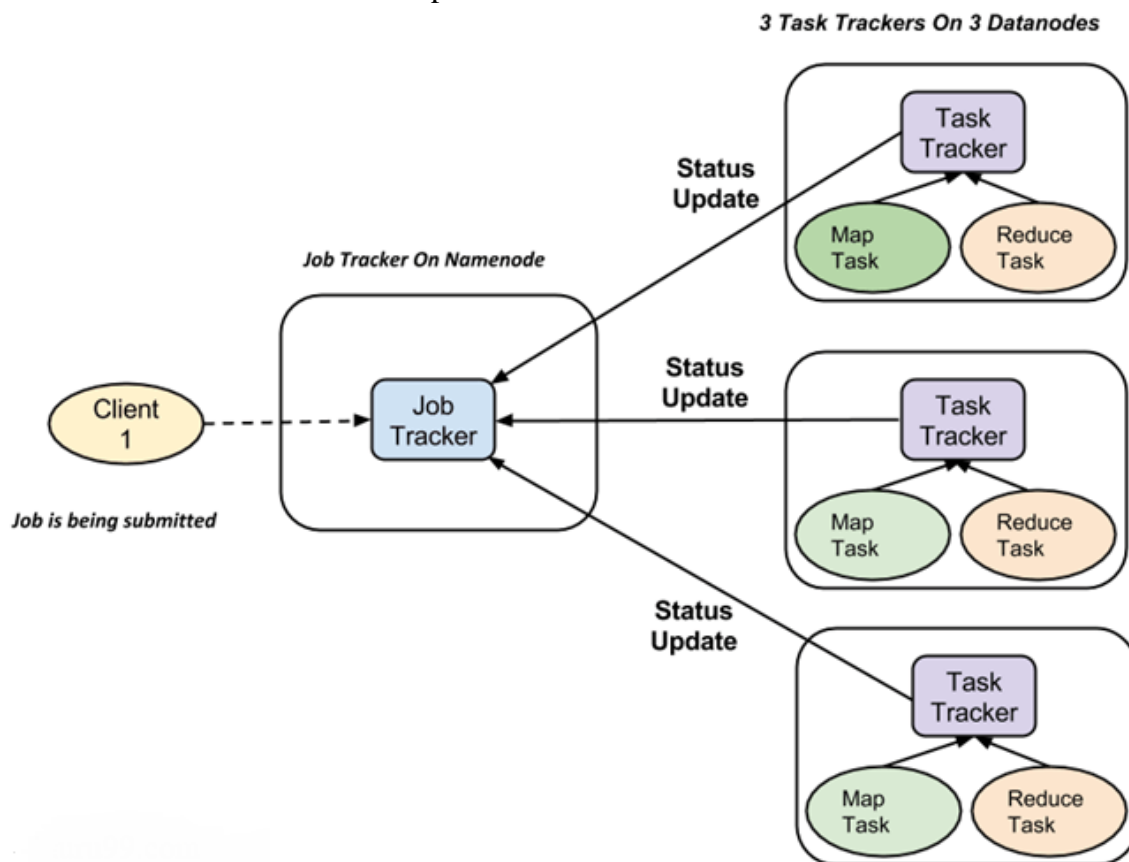 3 Task Trackers On 3 Datanodes
Task
Tracker
Map
Task
Reduce
Task
Status
Update
Job Tracker On Namenode
Client
1
Job is being submitted
Job
Tracker
Status
Update
Task
Tracker
Map
Task
Reduce
Task
Status
Update
Task
Tracker
Map
Task
Reduce
Task